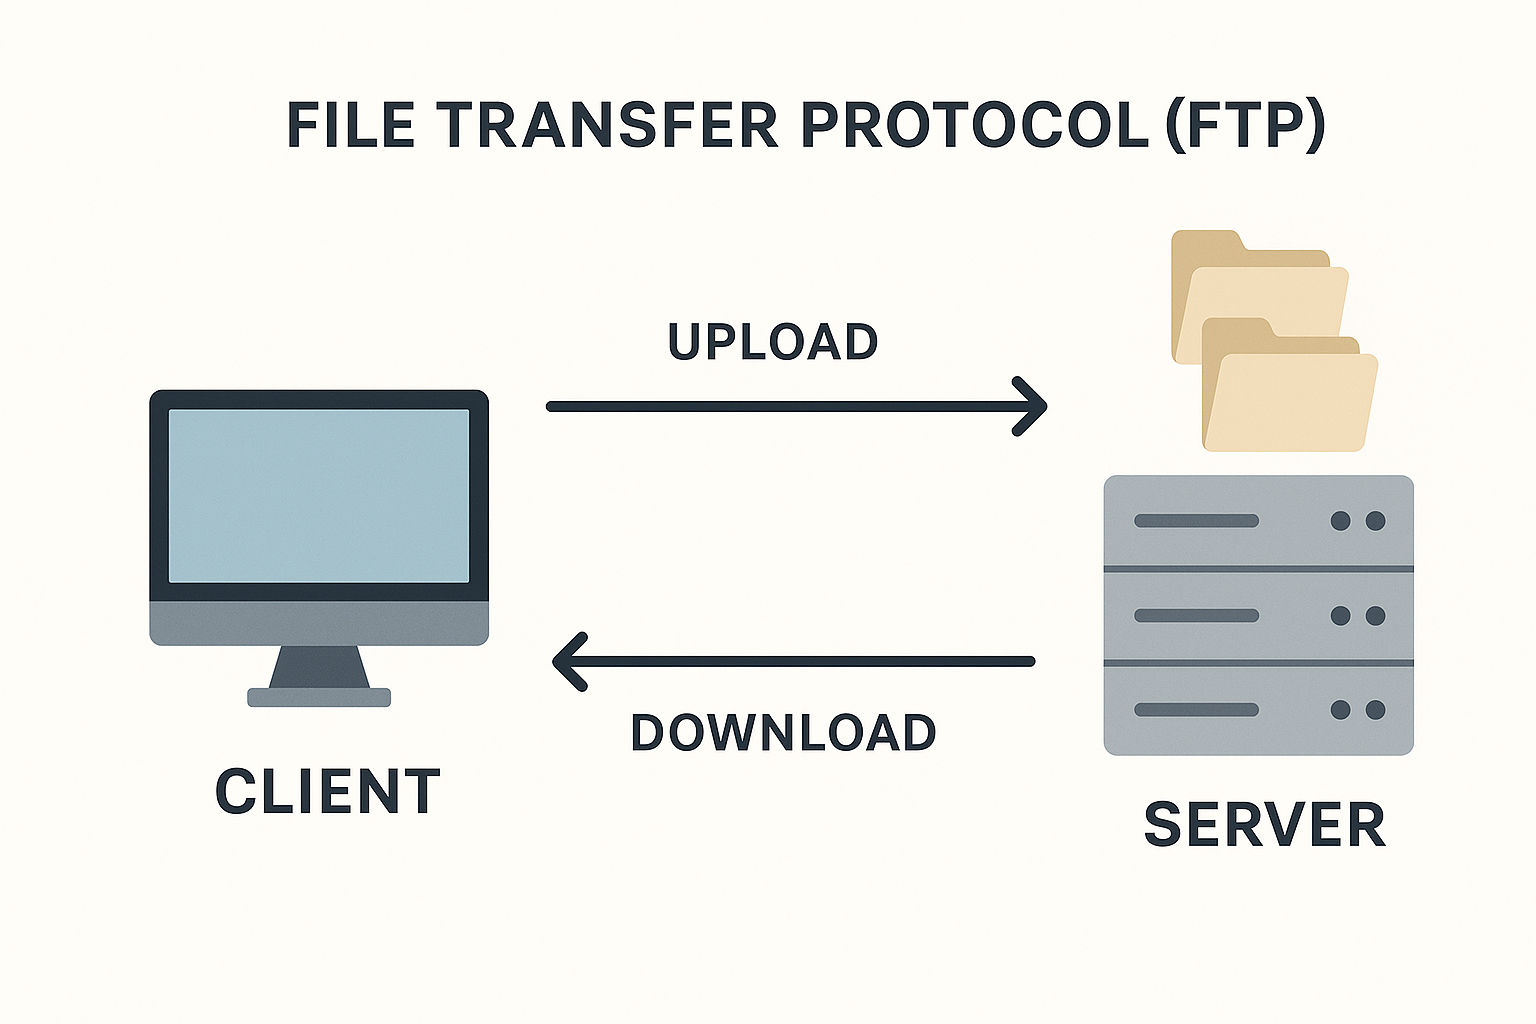 FILE TRANSFER PROTOCOL (FTP)
UPLOAD
DOWNLOAD
CLIENT
SERVER